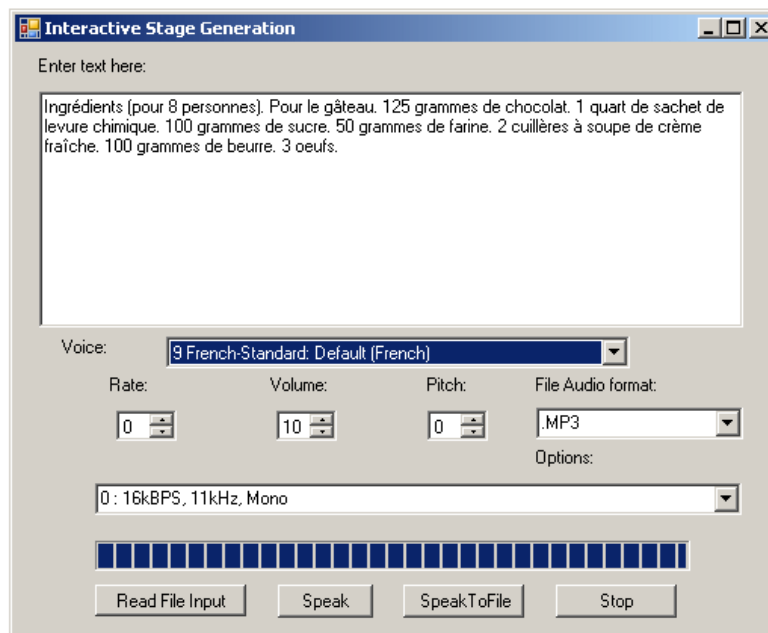 Interactive Stage Generation
Enter text here:
Ingrédients (pour 8 personnes). Pour le gâteau. 125 grammes de chocolat. 1 quart de sachet de
levure chimique. 100 grammes de sucre. 50 grammes de farine. 2 cuillères à soupe de crème
fraîche. 100 grammes de beurre. 3 oeufs.
Voice: 9 French-Standard: Default (French)
Rate: Volume: Pitch: File Audio format:
0 10 0 .MP3
Options:
0 : 16kBPS, 11kHz, Mono
Read File Input Speak SpeakToFile Stop